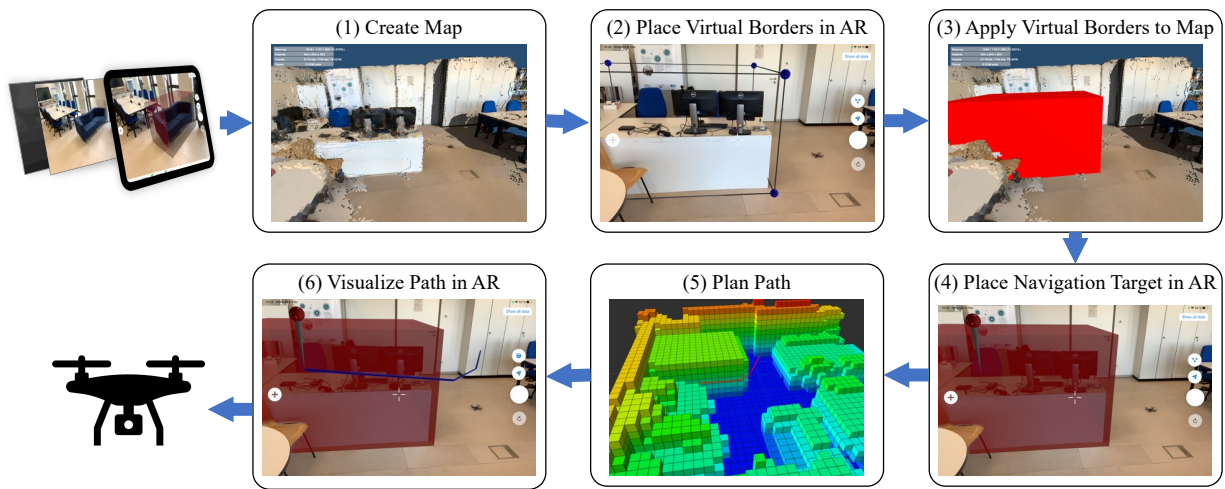 (1) Create Map
(2) Place Virtual Borders in AR
(3) Apply Virtual Borders to Map
Show all data
(6) Visualize Path in AR
(5) Plan Path
(4) Place Navigation Target in AR
Show all data
Show all data